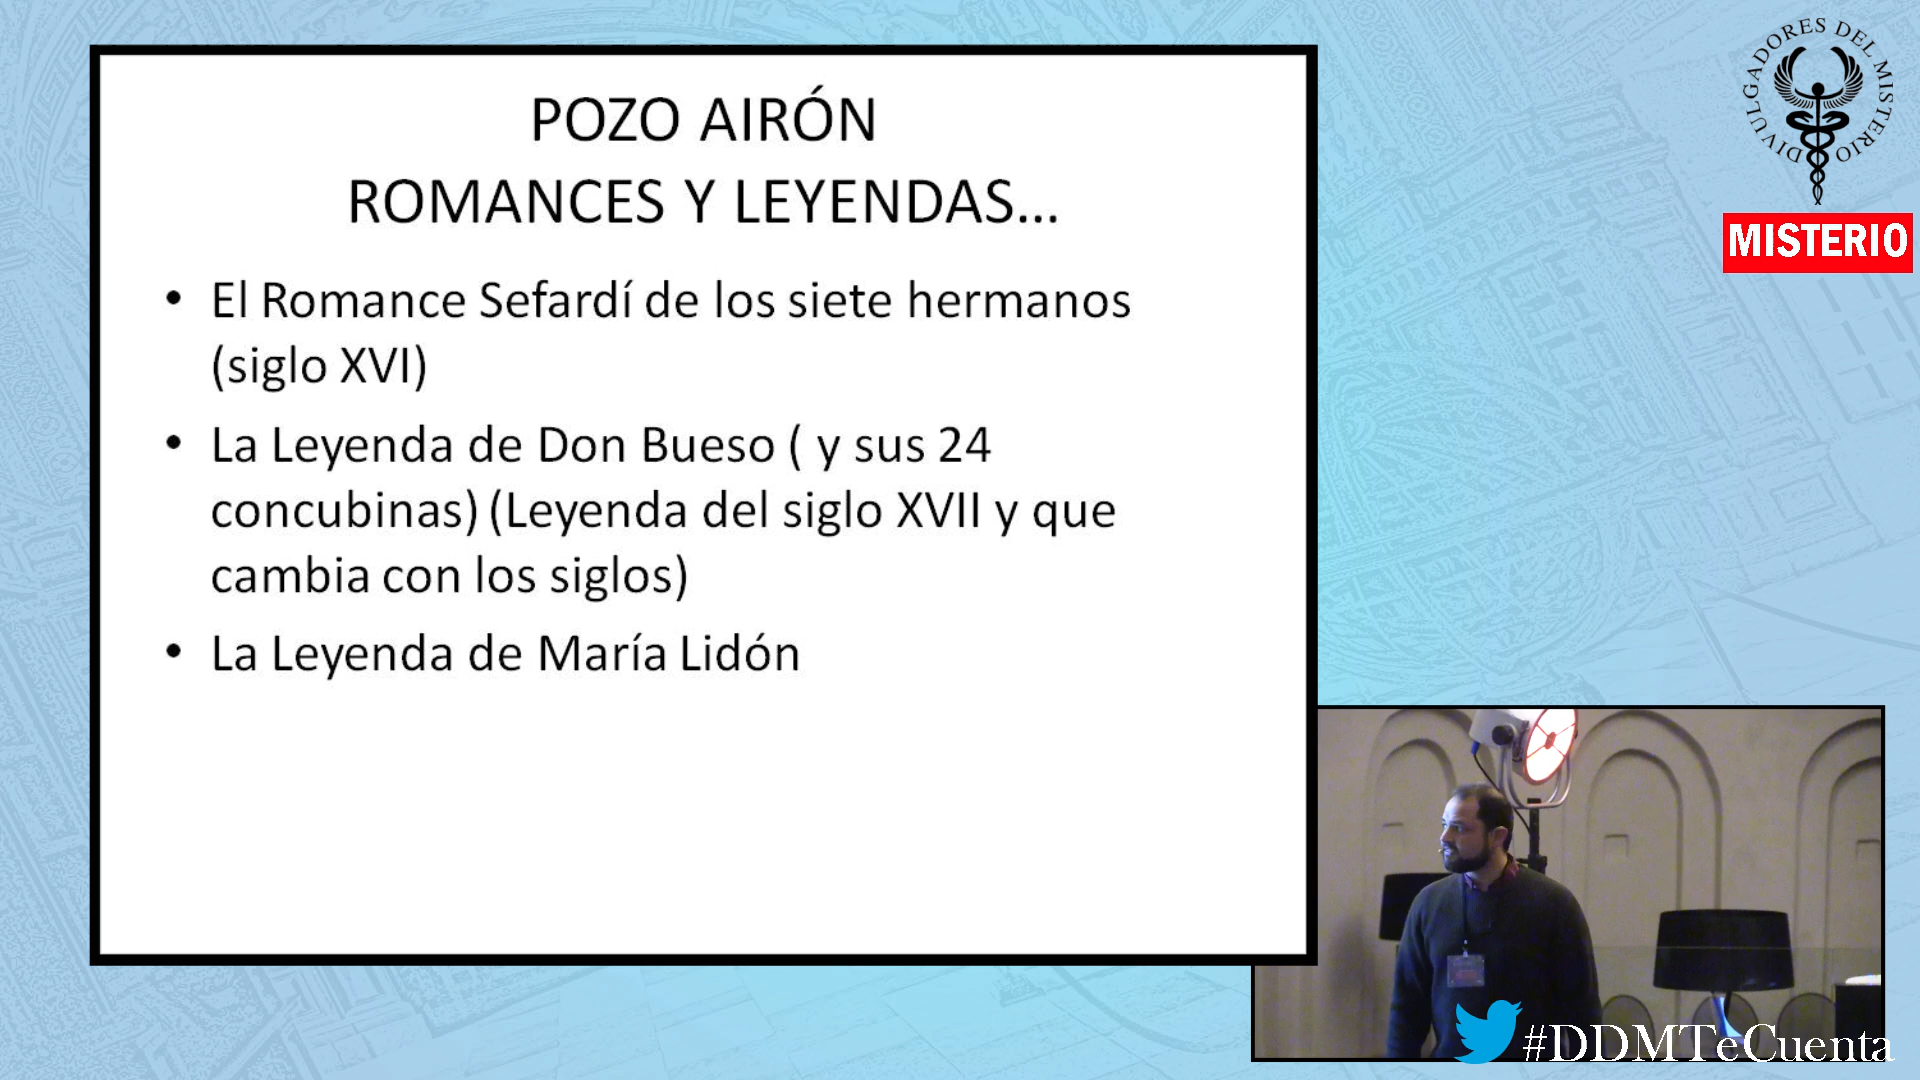 POZO AIRÓN
ROMANCES Y LEYENDAS...
• El Romance Sefardí de los siete hermanos
(siglo XVI)
• La Leyenda de Don Bueso ( y sus 24
concubinas) (Leyenda del siglo XVII y que
cambia con los siglos)
• La Leyenda de María Lidón
DIVULGADORES DEL MISTERIO
MISTERIO
#DDMTeCuenta